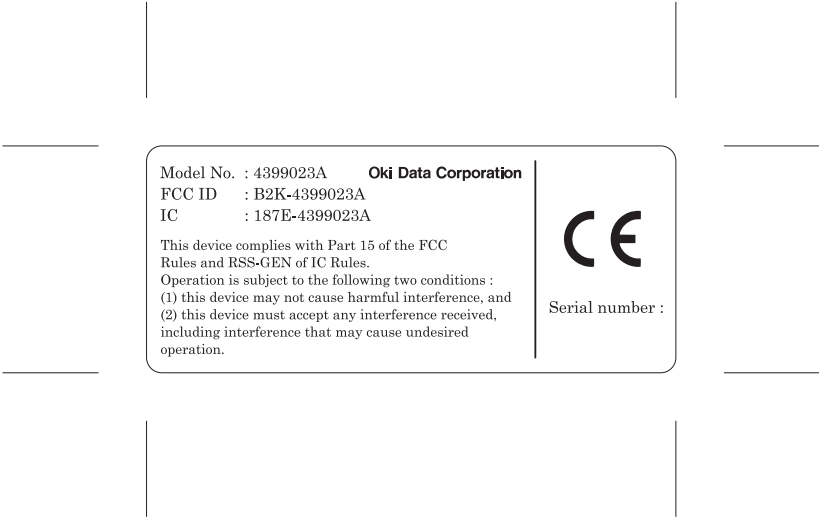 Model No. : 4399023A Oki Data Corporation
FCC ID : B2K-4399023A
IC : 187E-4399023A
This device complies with Part 15 of the FCC
Rules and RSS-GEN of IC Rules.
Operation is subject to the following two conditions :
(1) this device may not cause harmful interference, and
(2) this device must accept any interference received,
including interference that may cause undesired
operation.
CE
Serial number :